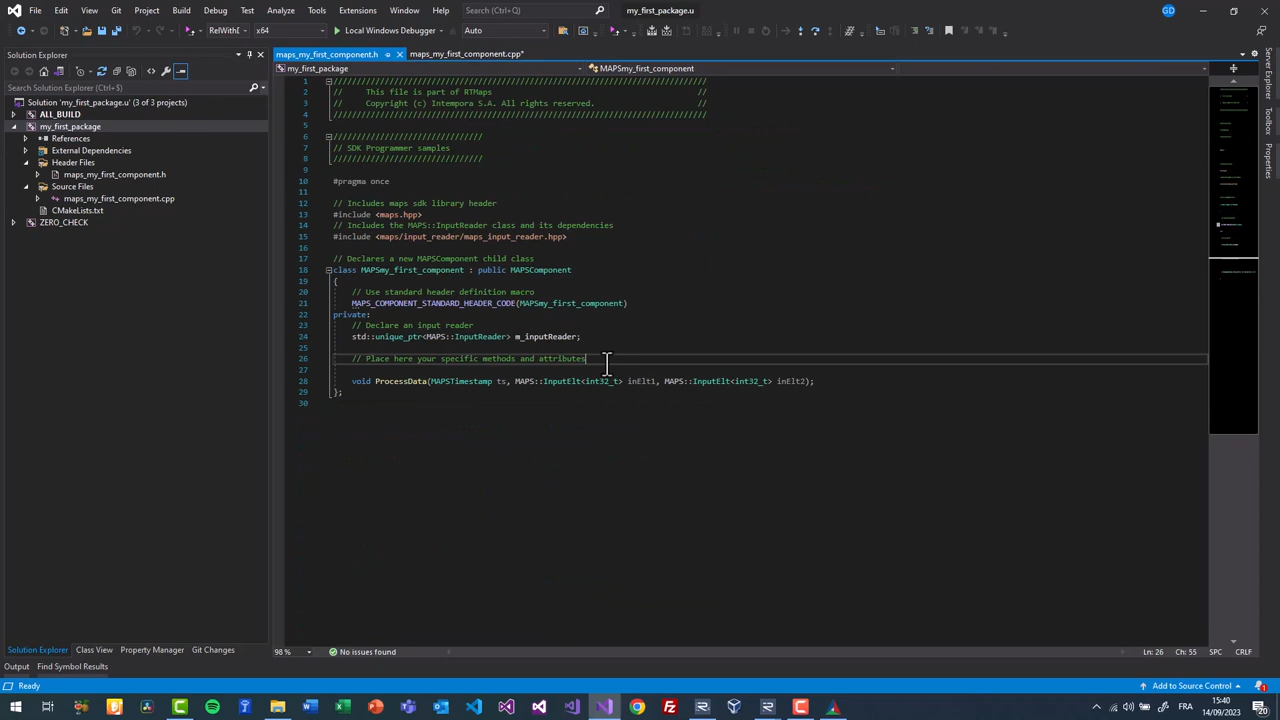 File Edit View Git Project Build Debug Test Analyze Tools Extensions Window Help Search (Ctrl+Q) my_first_package.u GD
RelWithI x64 Local Windows Debugger Auto
Solution Explorer
Search Solution Explorer (Ctrl+$)
Solution 'my_first_package.u' (3 of 3 projects)
ALL_BUILD
my_first_package
References
External Dependencies
Header Files
maps_my_first_component.h
Source Files
maps_my_first_component.cpp
CMakeLists.txt
ZERO_CHECK
Solution Explorer Class View Property Manager Git Changes
maps_my_first_component.h maps_my_first_component.cpp*
my_first_package MAPSmy_first_component
1 ////////////////////////////////////////////////////////////////////////////////
2 // This file is part of RTMaps //
3 // Copyright (c) Intempora S.A. All rights reserved. //
4 ////////////////////////////////////////////////////////////////////////////////
5
6 ////////////////////////////////
7 // SDK Programmer samples
8 ////////////////////////////////
9
10 #pragma once
11
12 // Includes maps sdk library header
13 #include <maps.hpp>
14 // Includes the MAPS::InputReader class and its dependencies
15 #include <maps/input_reader/maps_input_reader.hpp>
16
17 // Declares a new MAPSComponent child class
18 class MAPSmy_first_component : public MAPSComponent
19 {
20 // Use standard header definition macro
21 MAPS_COMPONENT_STANDARD_HEADER_CODE(MAPSmy_first_component)
22 private:
23 // Declare an input reader
24 std::unique_ptr<MAPS::InputReader> m_inputReader;
25
26 // Place here your specific methods and attributes
27
28 void ProcessData(MAPSTimestamp ts, MAPS::InputElt<int32_t> inElt1, MAPS::InputElt<int32_t> inElt2);
29 };
30
98 % No issues found Ln: 26 Ch: 55 SPC CRLF
Server Explorer
Toolbox
Properties
Output Find Symbol Results
Ready Add to Source Control 1
FRA 15:40
14/09/2023 20